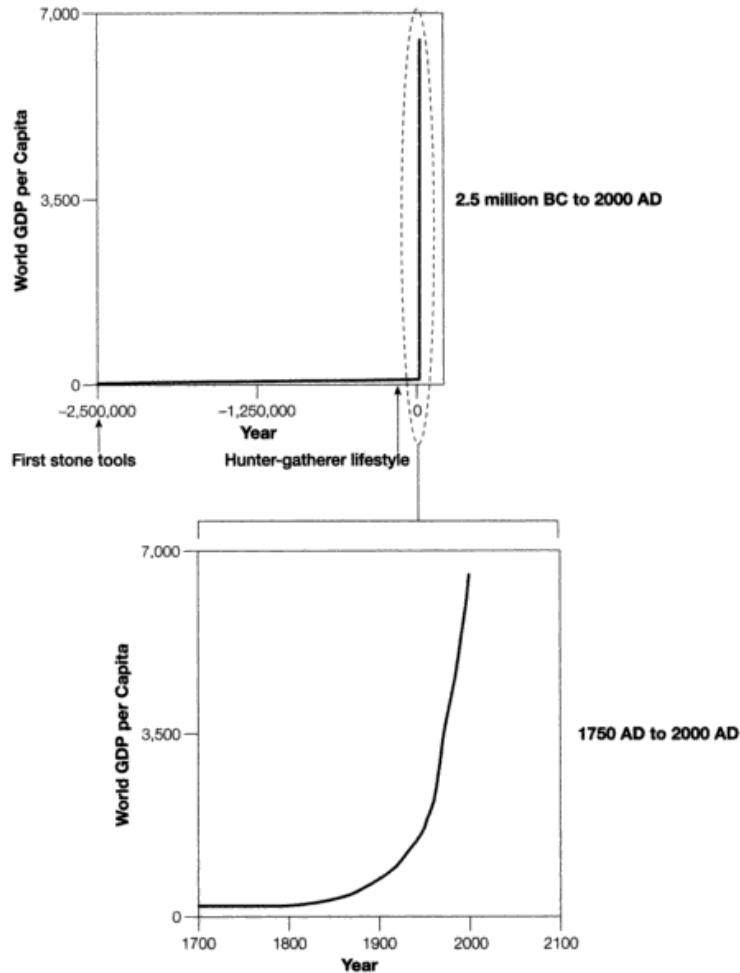 7,000
World GDP per Capita
3,500
2.5 million BC to 2000 AD
0
−2,500,000 −1,250,000 0
Year
First stone tools Hunter-gatherer lifestyle
7,000
World GDP per Capita
3,500
1750 AD to 2000 AD
0
1700 1800 1900 2000 2100
Year